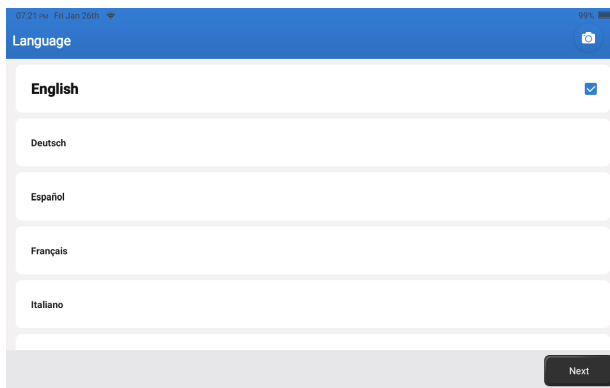 07:21 PM Fri Jan 26th 99%
Language
English
Deutsch
Español
Français
Italiano
Next